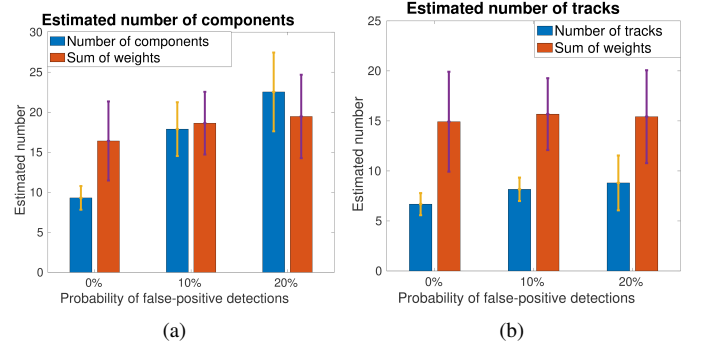 Estimated number of components
30
25
20
15
10
5
0
Estimated number
Number of components
Sum of weights
0%
10%
20%
Probability of false-positive detections
(a)
Estimated number of tracks
25
20
15
10
5
0
Estimated number
Number of tracks
Sum of weights
0%
10%
20%
Probability of false-positive detections
(b)